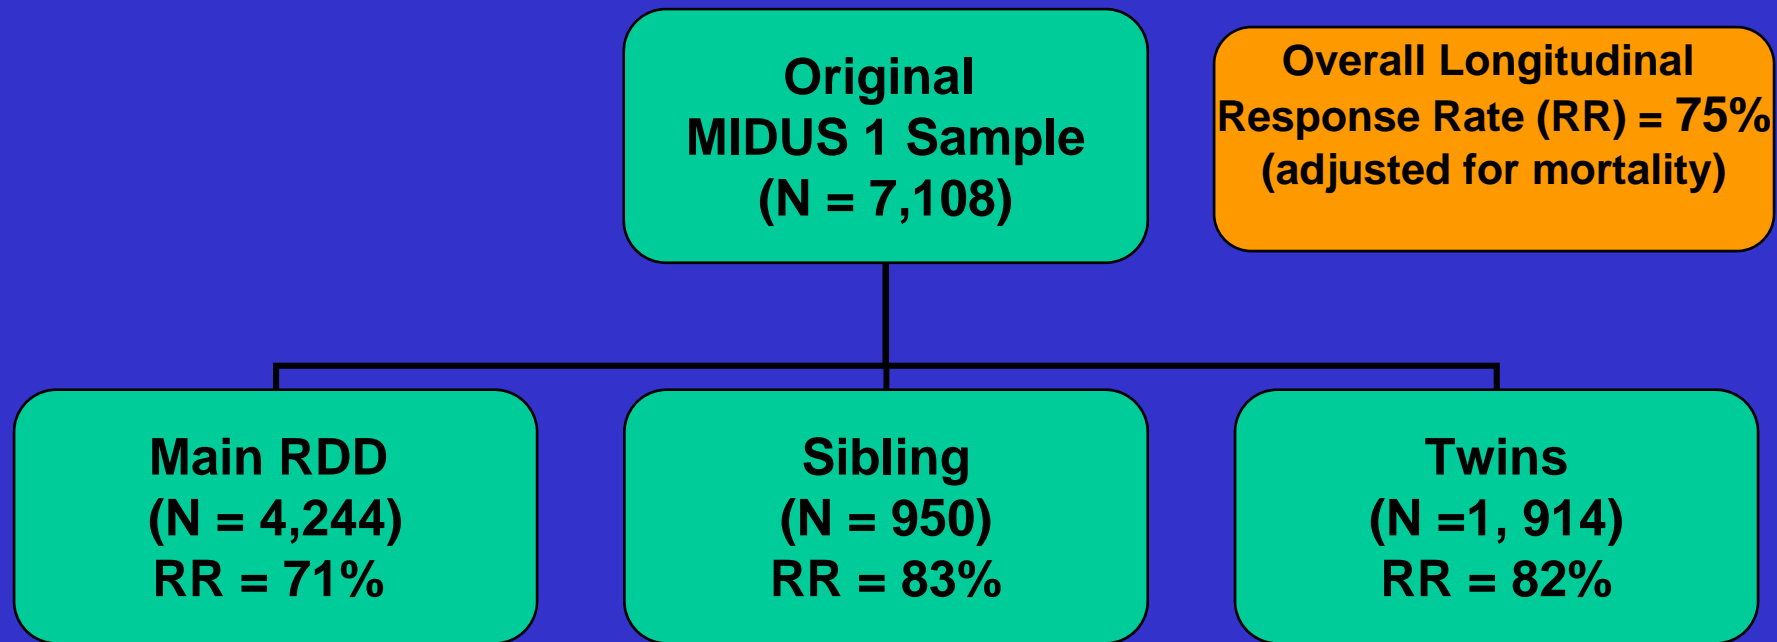 Original
MIDUS 1 Sample
(N = 7,108)
Overall Longitudinal
Response Rate (RR) = 75%
(adjusted for mortality)
Main RDD
(N = 4,244)
RR = 71%
Sibling
(N = 950)
RR = 83%
Twins
(N =1, 914)
RR = 82%